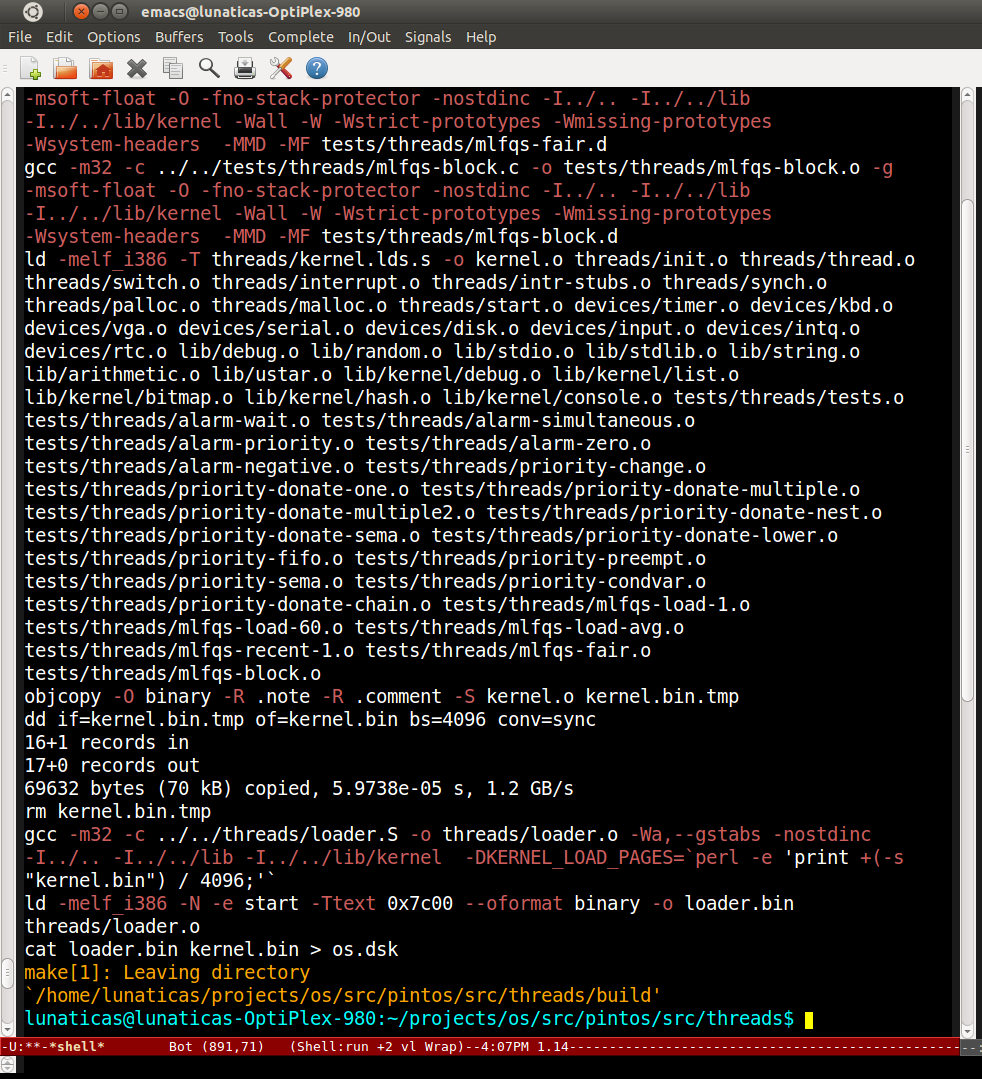 emacs@lunaticas-OptiPlex-980
File Edit Options Buffers Tools Complete In/Out Signals Help
-msoft-float -O -fno-stack-protector -nostdinc -I../.. -I../../lib
-I../../lib/kernel -Wall -W -Wstrict-prototypes -Wmissing-prototypes
-Wsystem-headers  -MMD -MF tests/threads/mlfqs-fair.d
gcc -m32 -c ../../tests/threads/mlfqs-block.c -o tests/threads/mlfqs-block.o -g
-msoft-float -O -fno-stack-protector -nostdinc -I../.. -I../../lib
-I../../lib/kernel -Wall -W -Wstrict-prototypes -Wmissing-prototypes
-Wsystem-headers  -MMD -MF tests/threads/mlfqs-block.d
ld -melf_i386 -T threads/kernel.lds.s -o kernel.o threads/init.o threads/thread.o
threads/switch.o threads/interrupt.o threads/intr-stubs.o threads/synch.o
threads/palloc.o threads/malloc.o threads/start.o devices/timer.o devices/kbd.o
devices/vga.o devices/serial.o devices/disk.o devices/input.o devices/intq.o
devices/rtc.o lib/debug.o lib/random.o lib/stdio.o lib/stdlib.o lib/string.o
lib/arithmetic.o lib/ustar.o lib/kernel/debug.o lib/kernel/list.o
lib/kernel/bitmap.o lib/kernel/hash.o lib/kernel/console.o tests/threads/tests.o
tests/threads/alarm-wait.o tests/threads/alarm-simultaneous.o
tests/threads/alarm-priority.o tests/threads/alarm-zero.o
tests/threads/alarm-negative.o tests/threads/priority-change.o
tests/threads/priority-donate-one.o tests/threads/priority-donate-multiple.o
tests/threads/priority-donate-multiple2.o tests/threads/priority-donate-nest.o
tests/threads/priority-donate-sema.o tests/threads/priority-donate-lower.o
tests/threads/priority-fifo.o tests/threads/priority-preempt.o
tests/threads/priority-sema.o tests/threads/priority-condvar.o
tests/threads/priority-donate-chain.o tests/threads/mlfqs-load-1.o
tests/threads/mlfqs-load-60.o tests/threads/mlfqs-load-avg.o
tests/threads/mlfqs-recent-1.o tests/threads/mlfqs-fair.o
tests/threads/mlfqs-block.o
objcopy -O binary -R .note -R .comment -S kernel.o kernel.bin.tmp
dd if=kernel.bin.tmp of=kernel.bin bs=4096 conv=sync
16+1 records in
17+0 records out
69632 bytes (70 kB) copied, 5.9738e-05 s, 1.2 GB/s
rm kernel.bin.tmp
gcc -m32 -c ../../threads/loader.S -o threads/loader.o -Wa,--gstabs -nostdinc
-I../.. -I../../lib -I../../lib/kernel  -DKERNEL_LOAD_PAGES=`perl -e 'print +(-s
"kernel.bin") / 4096;'`
ld -melf_i386 -N -e start -Ttext 0x7c00 --oformat binary -o loader.bin
threads/loader.o
cat loader.bin kernel.bin > os.dsk
make[1]: Leaving directory
`/home/lunaticas/projects/os/src/pintos/src/threads/build'
lunaticas@lunaticas-OptiPlex-980:~/projects/os/src/pintos/src/threads$
-U:**-*shell*        Bot (891,71)   (Shell:run +2 vl Wrap)--4:07PM 1.14--------------------------------------------------